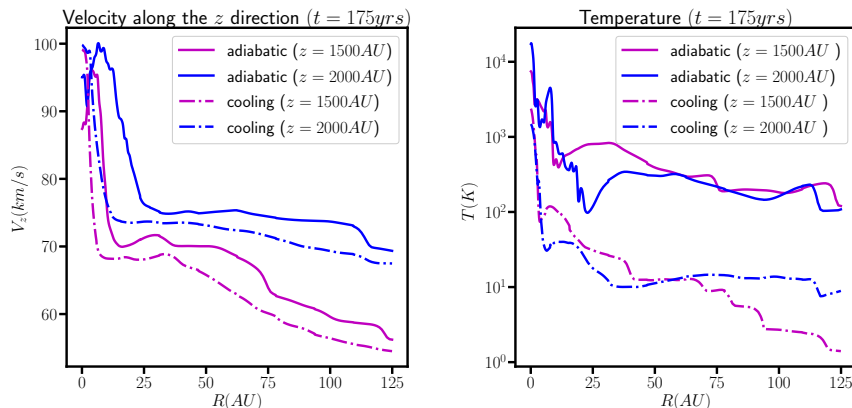 Velocity along the z direction (t = 175yrs)
100
90
80
70
60
V_z(km/s)
0
25
50
75
100
125
R(AU)
adiabatic (z = 1500AU)
adiabatic (z = 2000AU)
cooling (z = 1500AU)
cooling (z = 2000AU)
Temperature (t = 175yrs)
10^4
10^3
10^2
10^1
10^0
T(K)
0
25
50
75
100
125
R(AU)
adiabatic (z = 1500AU )
adiabatic (z = 2000AU )
cooling (z = 1500AU )
cooling (z = 2000AU )